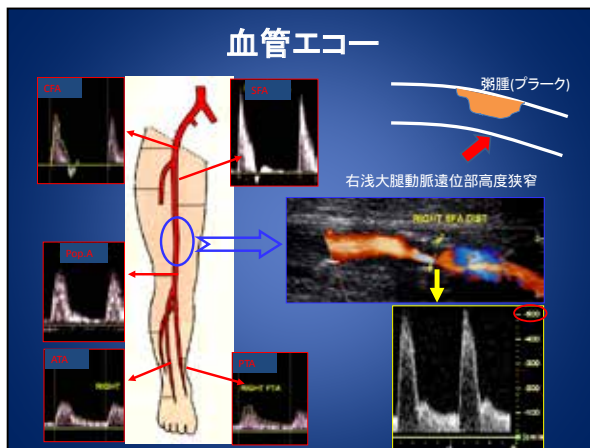 血管エコー
CFA
SFA
粥腫(プラーク)
右浅大腿動脈遠位部高度狭窄
RIGHT SFA DIST
Pop.A
ATA
RIGHT
PTA
RIGHT PTA
-600